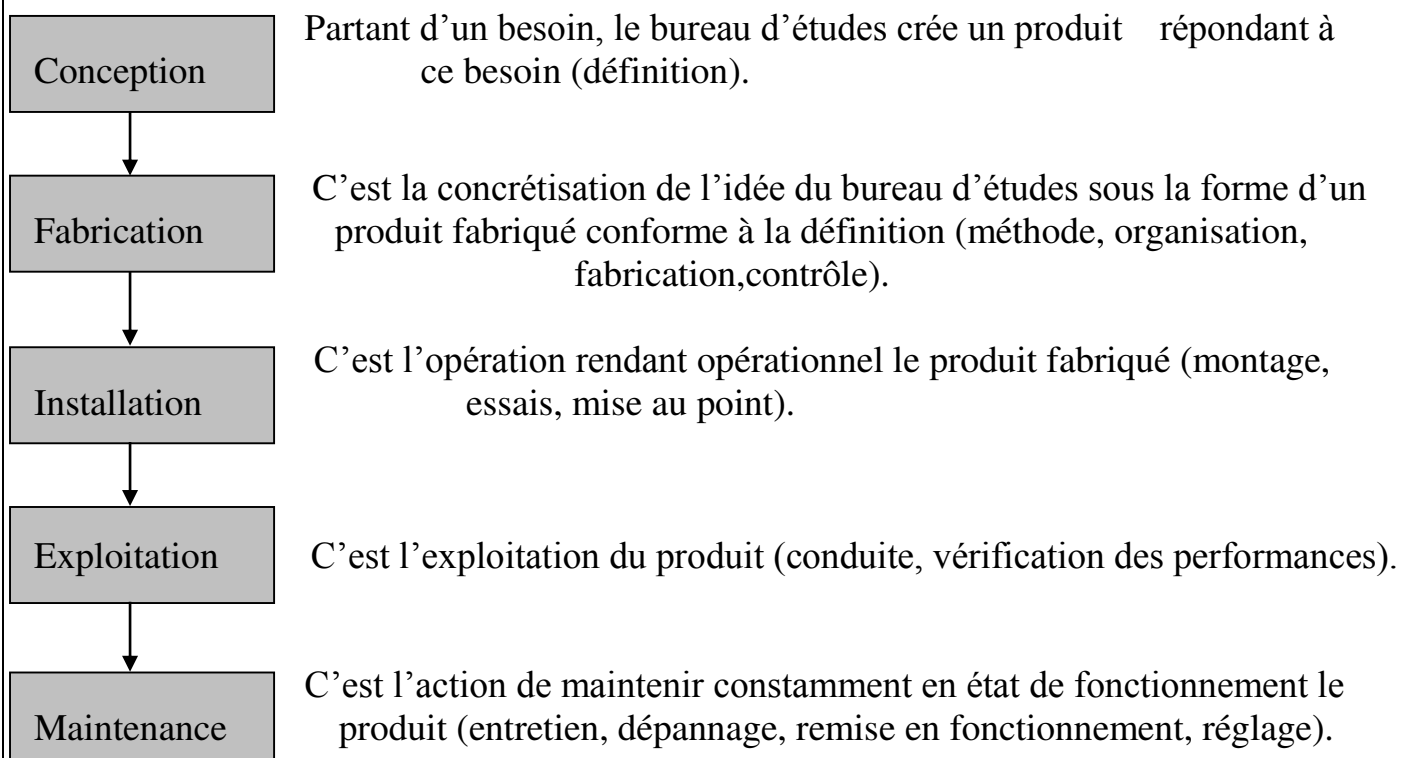 Partant d’un besoin, le bureau d’études crée un produit répondant à
Conception
ce besoin (définition).
C’est la concrétisation de l’idée du bureau d’études sous la forme d’un
Fabrication
produit fabriqué conforme à la définition (méthode, organisation,
fabrication,contrôle).
C’est l’opération rendant opérationnel le produit fabriqué (montage,
Installation
essais, mise au point).
Exploitation
C’est l’exploitation du produit (conduite, vérification des performances).
C’est l’action de maintenir constamment en état de fonctionnement le
Maintenance
produit (entretien, dépannage, remise en fonctionnement, réglage).